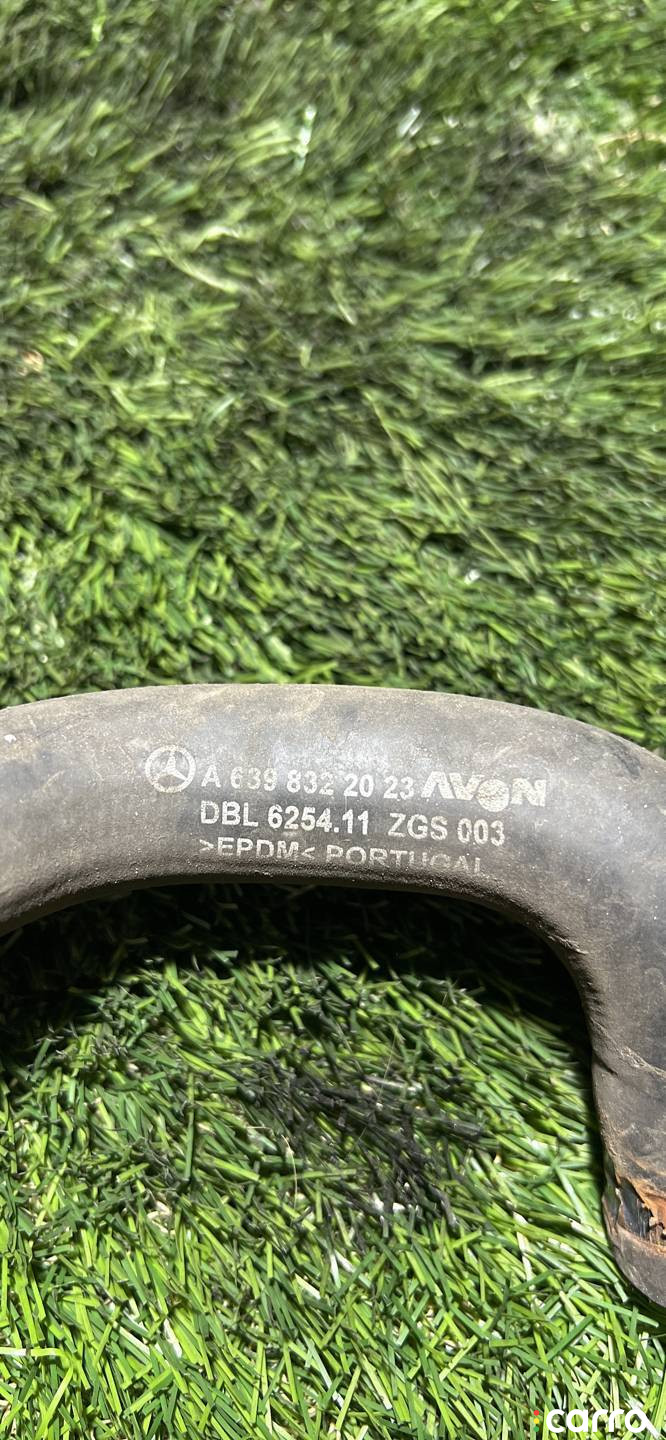 A 639 832 20 23 AVON
DBL 6254.11 ZGS 003
>EPDM< PORTUGAL
carro